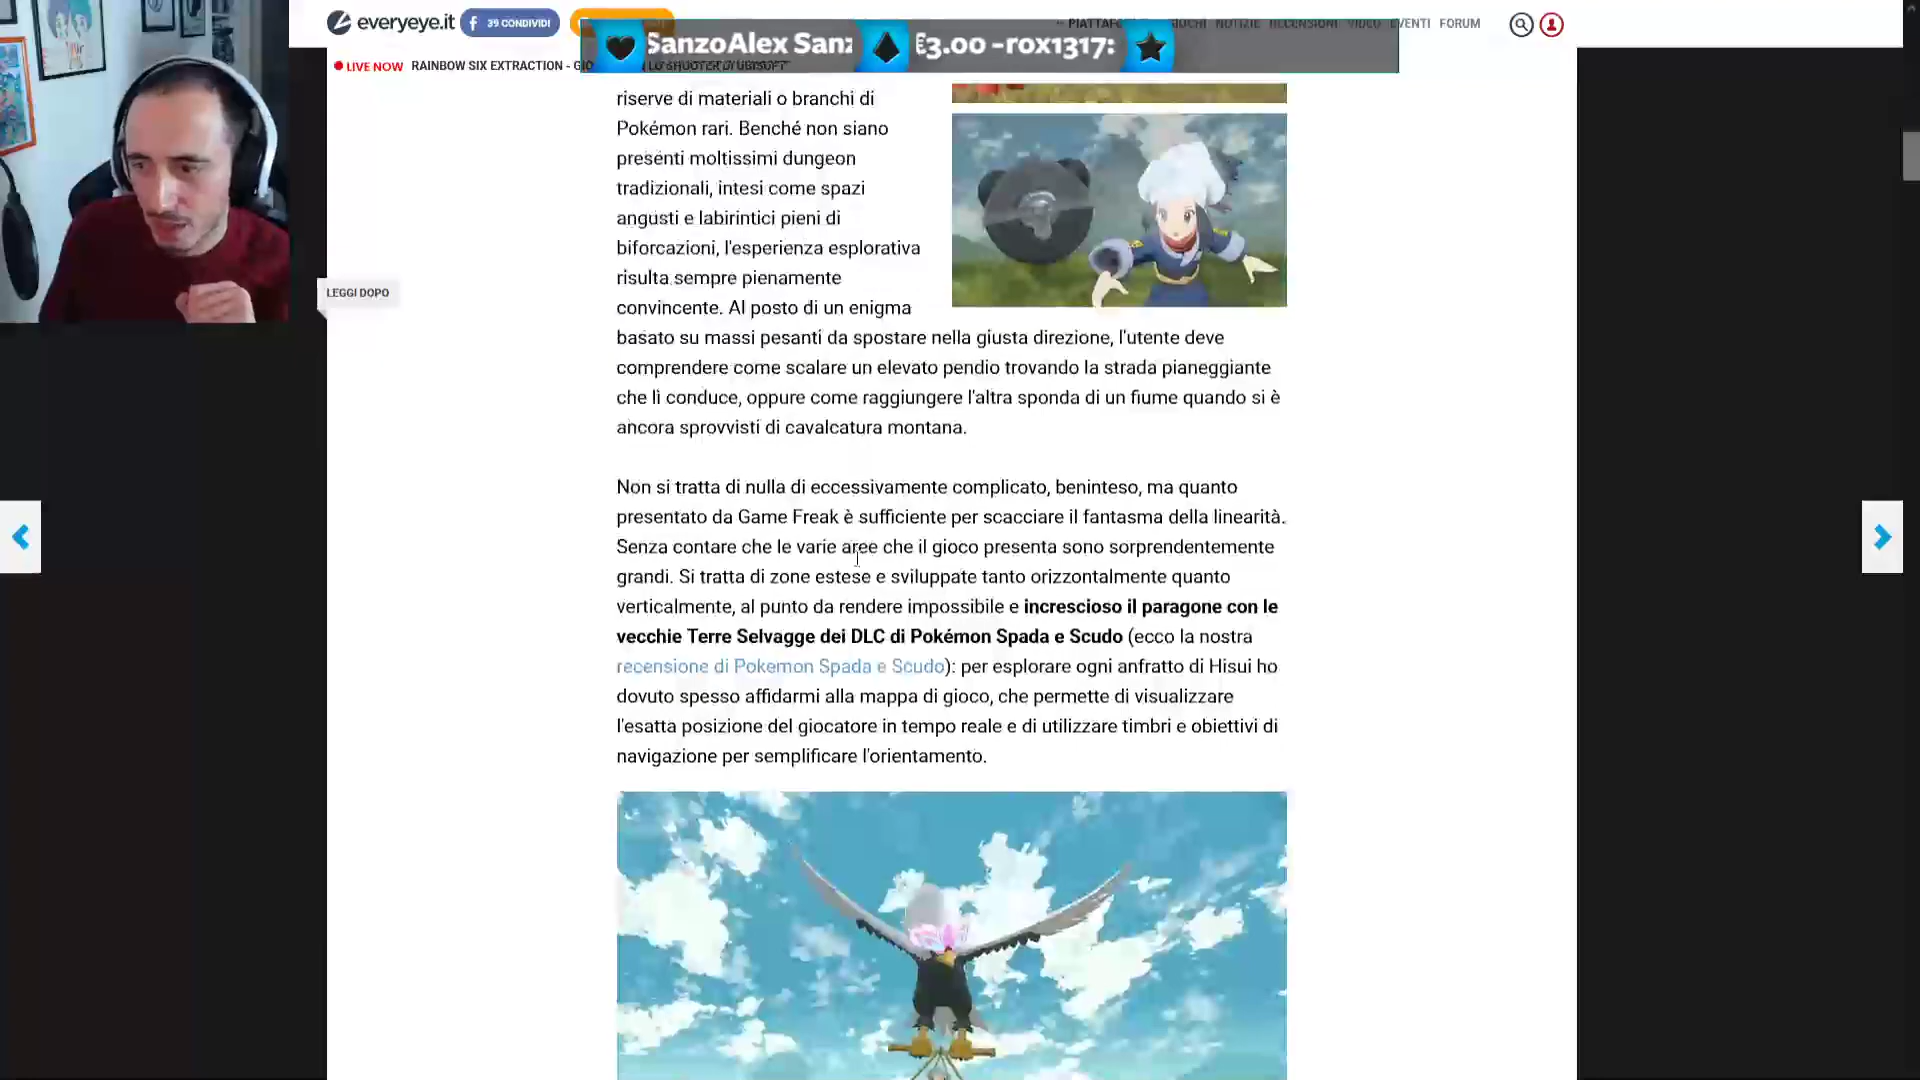 everyeye.it
39 CONDIVIDI
EVENTI FORUM
SanzoAlex Sanz
€3.00 -rox1317:
LIVE NOW RAINBOW SIX EXTRACTION - GIO
LEGGI DOPO
riserve di materiali o branchi di
Pokémon rari. Benché non siano
presenti moltissimi dungeon
tradizionali, intesi come spazi
angusti e labirintici pieni di
biforcazioni, l'esperienza esplorativa
risulta sempre pienamente
convincente. Al posto di un enigma
basato su massi pesanti da spostare nella giusta direzione, l'utente deve
comprendere come scalare un elevato pendio trovando la strada pianeggiante
che lì conduce, oppure come raggiungere l'altra sponda di un fiume quando si è
ancora sprovvisti di cavalcatura montana.
Non si tratta di nulla di eccessivamente complicato, beninteso, ma quanto
presentato da Game Freak è sufficiente per scacciare il fantasma della linearità.
Senza contare che le varie aree che il gioco presenta sono sorprendentemente
grandi. Si tratta di zone estese e sviluppate tanto orizzontalmente quanto
verticalmente, al punto da rendere impossibile e increscioso il paragone con le
vecchie Terre Selvagge dei DLC di Pokémon Spada e Scudo (ecco la nostra
recensione di Pokemon Spada e Scudo): per esplorare ogni anfratto di Hisui ho
dovuto spesso affidarmi alla mappa di gioco, che permette di visualizzare
l'esatta posizione del giocatore in tempo reale e di utilizzare timbri e obiettivi di
navigazione per semplificare l'orientamento.